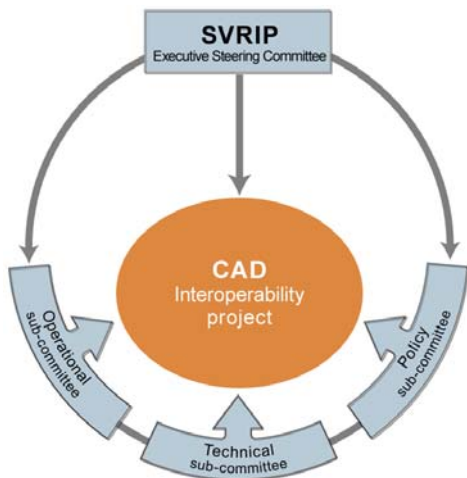 SVRIP
Executive Steering Committee
CAD
Interoperability
project
Operational
sub-committee
Policy
sub-committee
Technical
sub-committee